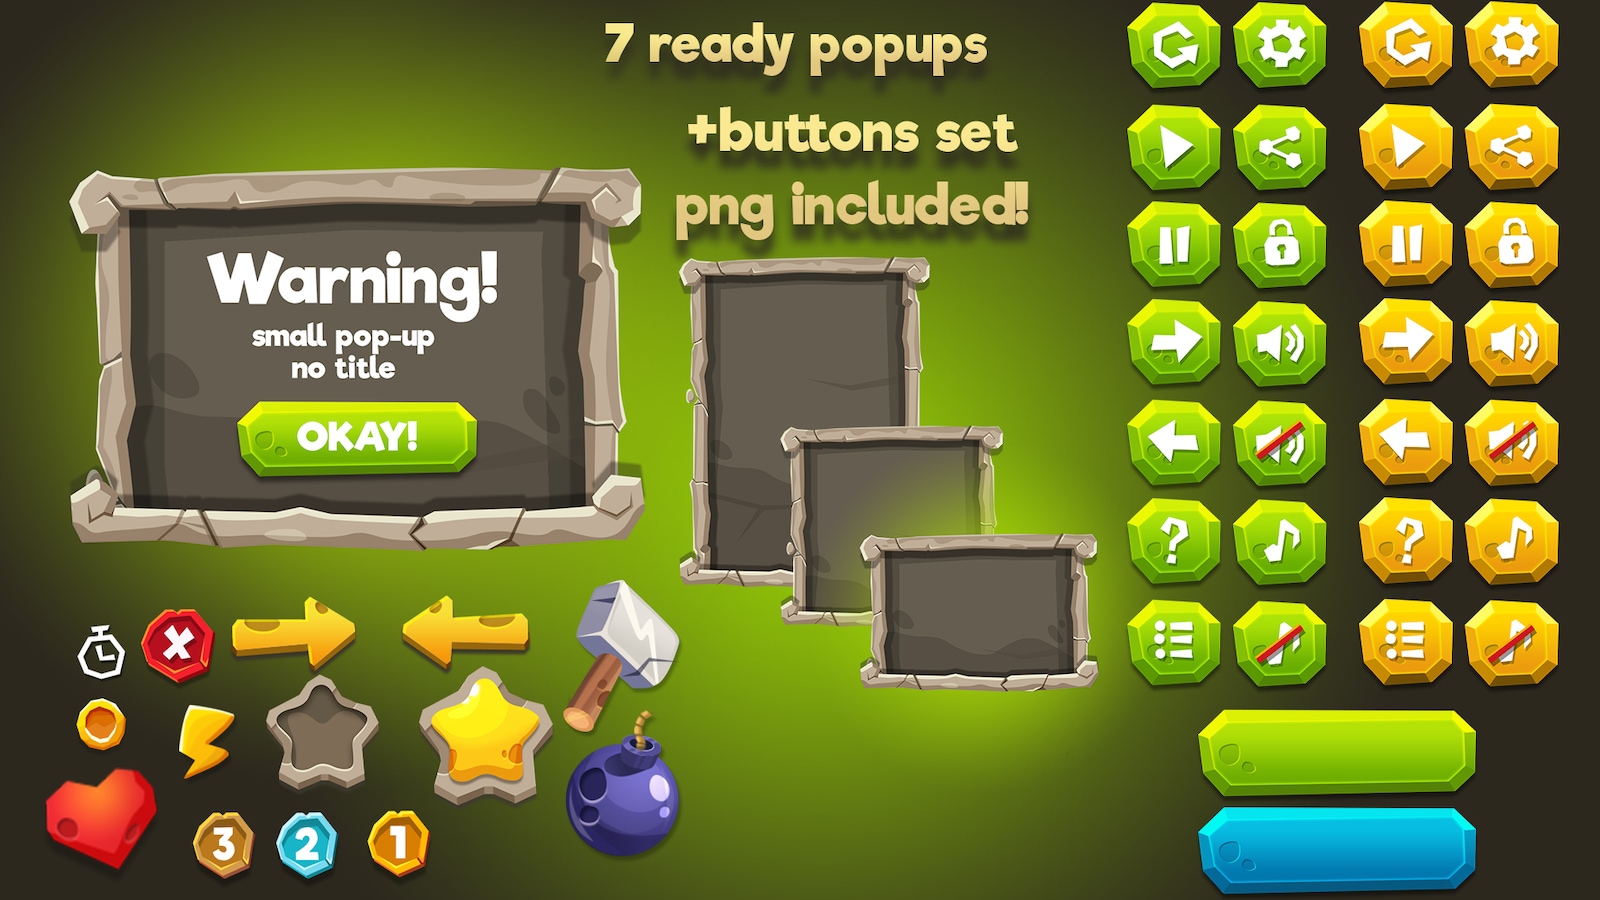 7 ready popups
+buttons set
png included!
Warning!
small pop-up
no title
OKAY!
?
?
3
2
1